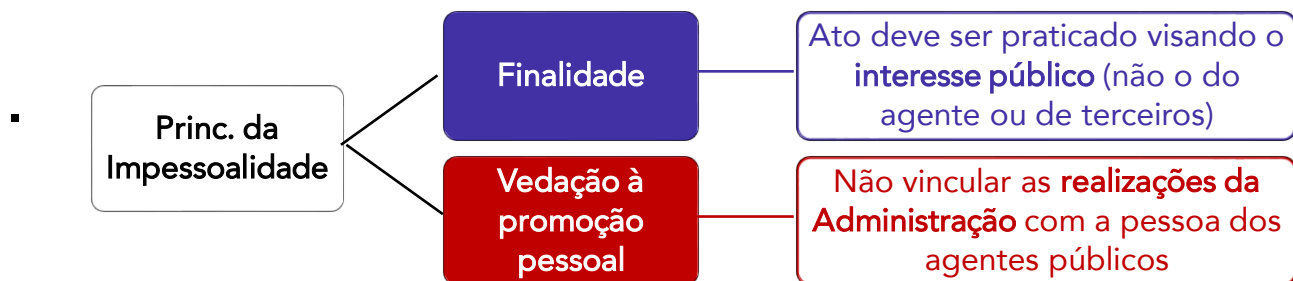 Princ. da
Impessoalidade
Finalidade
Ato deve ser praticado visando o
interesse público (não o do
agente ou de terceiros)
Vedação à
promoção
pessoal
Não vincular as realizações da
Administração com a pessoa dos
agentes públicos